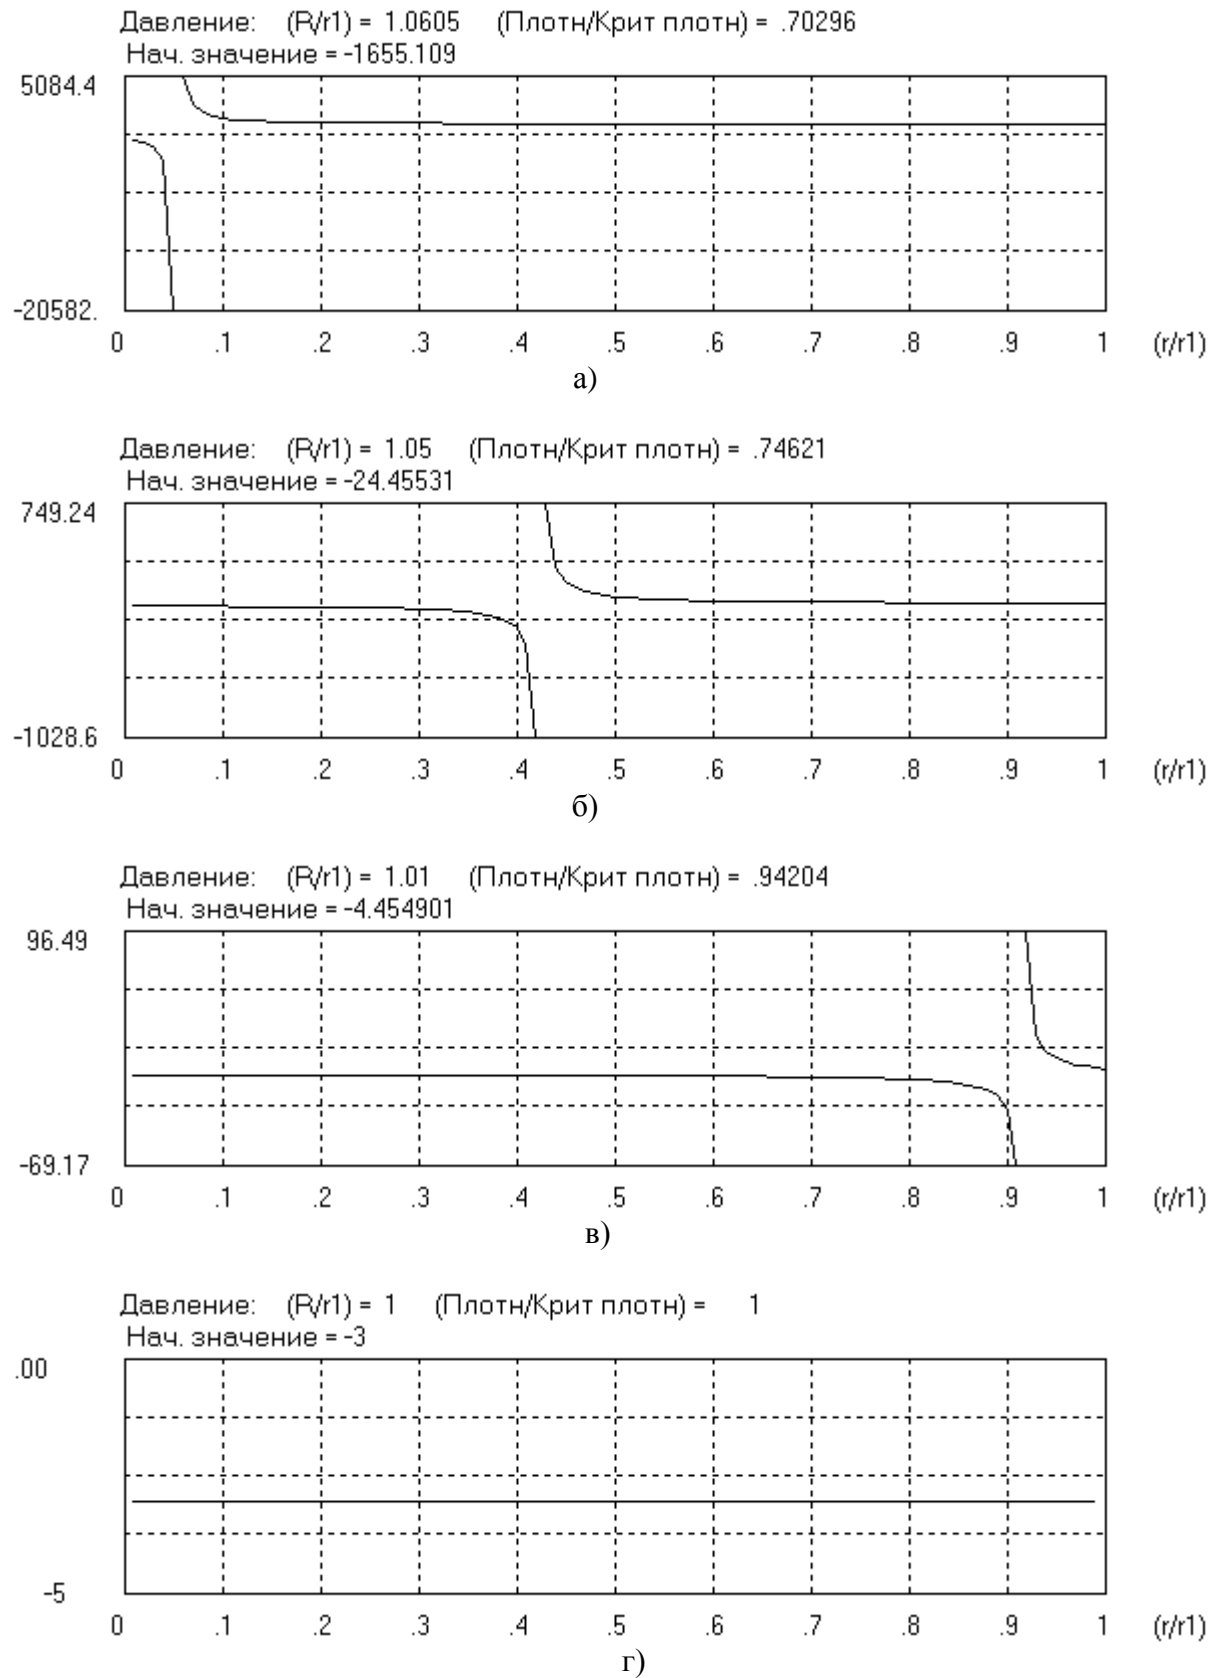 Давление: (R/r1) = 1.0605 (Плотн/Крит плотн) = .70296
Нач. значение = -1655.109
5084.4
-20582.
0 .1 .2 .3 .4 .5 .6 .7 .8 .9 1 (r/r1)
а)
Давление: (R/r1) = 1.05 (Плотн/Крит плотн) = .74621
Нач. значение = -24.45531
749.24
-1028.6
0 .1 .2 .3 .4 .5 .6 .7 .8 .9 1 (r/r1)
б)
Давление: (R/r1) = 1.01 (Плотн/Крит плотн) = .94204
Нач. значение = -4.454901
96.49
-69.17
0 .1 .2 .3 .4 .5 .6 .7 .8 .9 1 (r/r1)
в)
Давление: (R/r1) = 1 (Плотн/Крит плотн) = 1
Нач. значение = -3
.00
-5
0 .1 .2 .3 .4 .5 .6 .7 .8 .9 1 (r/r1)
г)